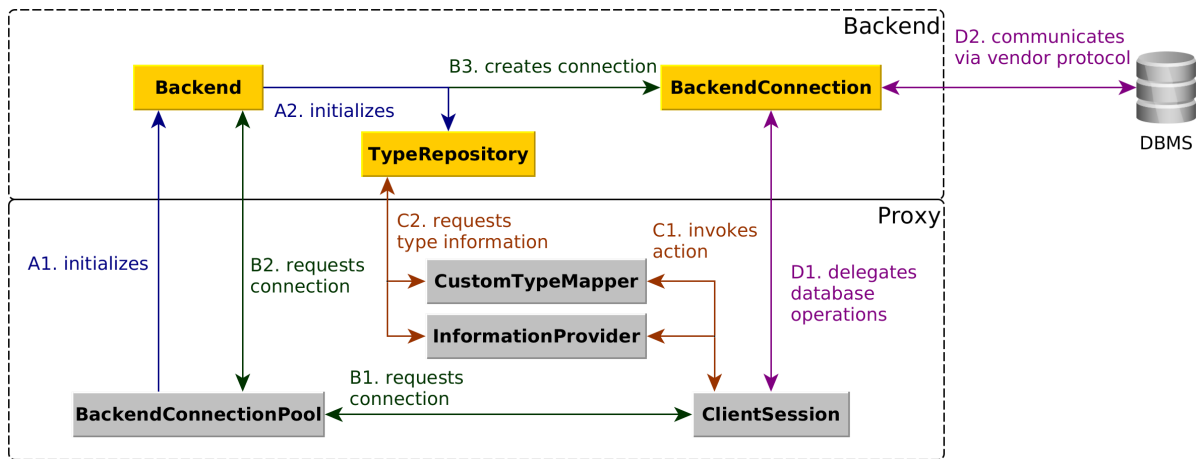 Backend
D2. communicates
via vendor protocol
B3. creates connection
Backend
BackendConnection
A2. initializes
DBMS
TypeRepository
Proxy
C2. requests
type information
C1. invokes
action
A1. initializes
B2. requests
connection
CustomTypeMapper
D1. delegates
database
operations
InformationProvider
B1. requests
connection
BackendConnectionPool
ClientSession